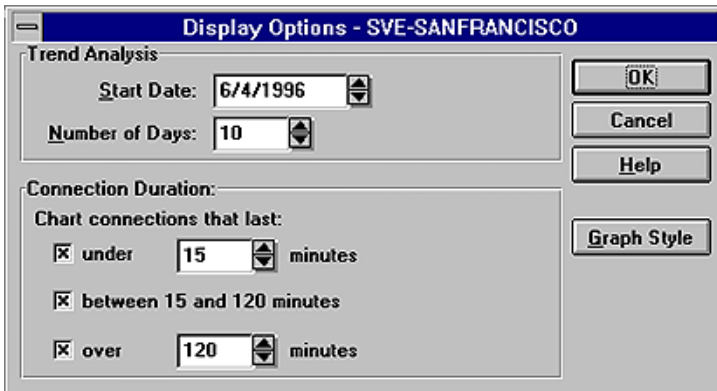 Display Options - SVE-SANFRANCISCO
Trend Analysis
Start Date: 6/4/1996
Number of Days: 10
OK
Cancel
Help
Graph Style
Connection Duration:
Chart connections that last:
under 15 minutes
between 15 and 120 minutes
over 120 minutes